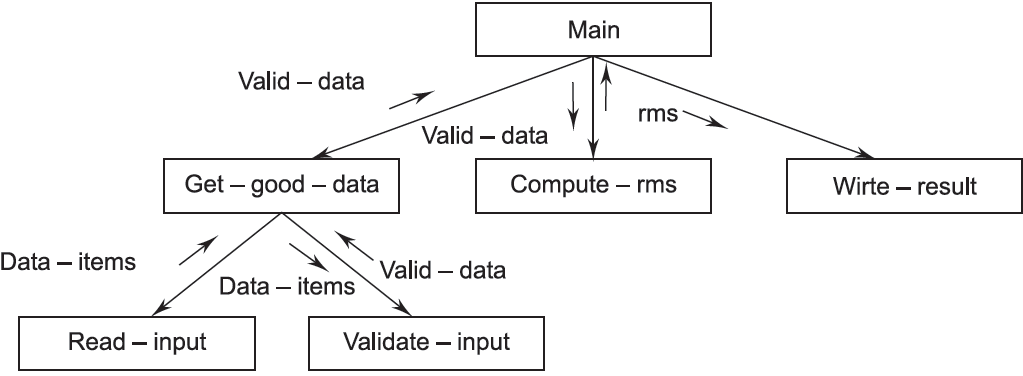 Main
Valid – data
Valid – data
rms
Get – good – data
Compute – rms
Wirte – result
Data – items
Data – items
Valid – data
Read – input
Validate – input